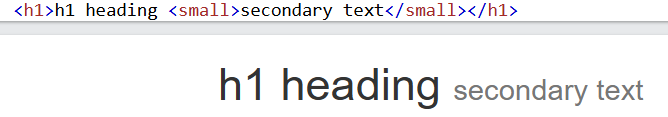 <h1>h1 heading <small>secondary text</small></h1>
h1 heading secondary text